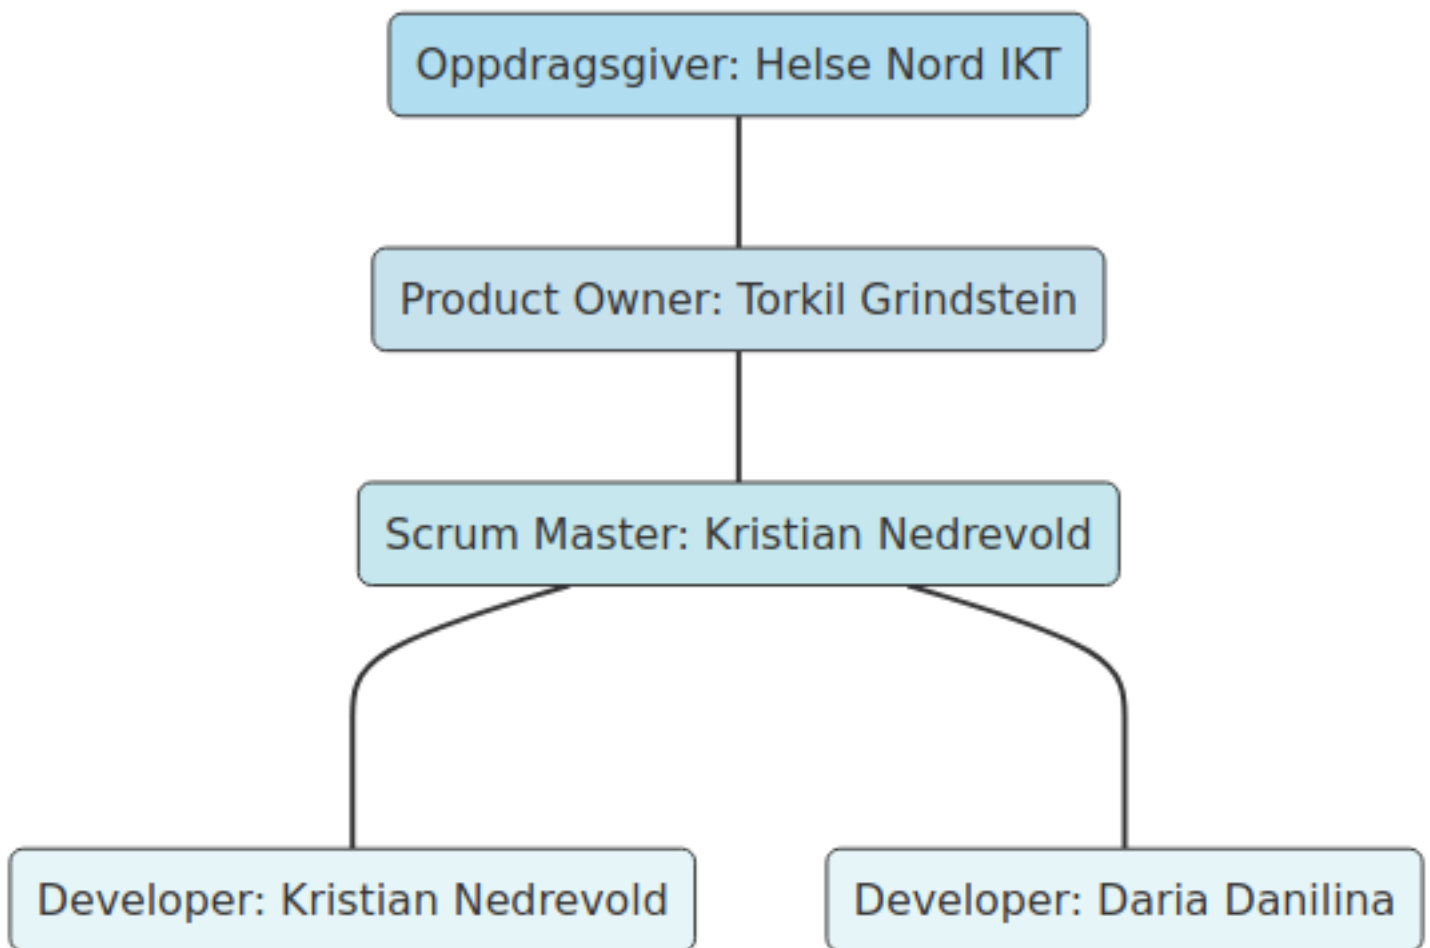 Oppdragsgiver: Helse Nord IKT
Product Owner: Torkil Grindstein
Scrum Master: Kristian Nedrevold
Developer: Kristian Nedrevold
Developer: Daria Danilina